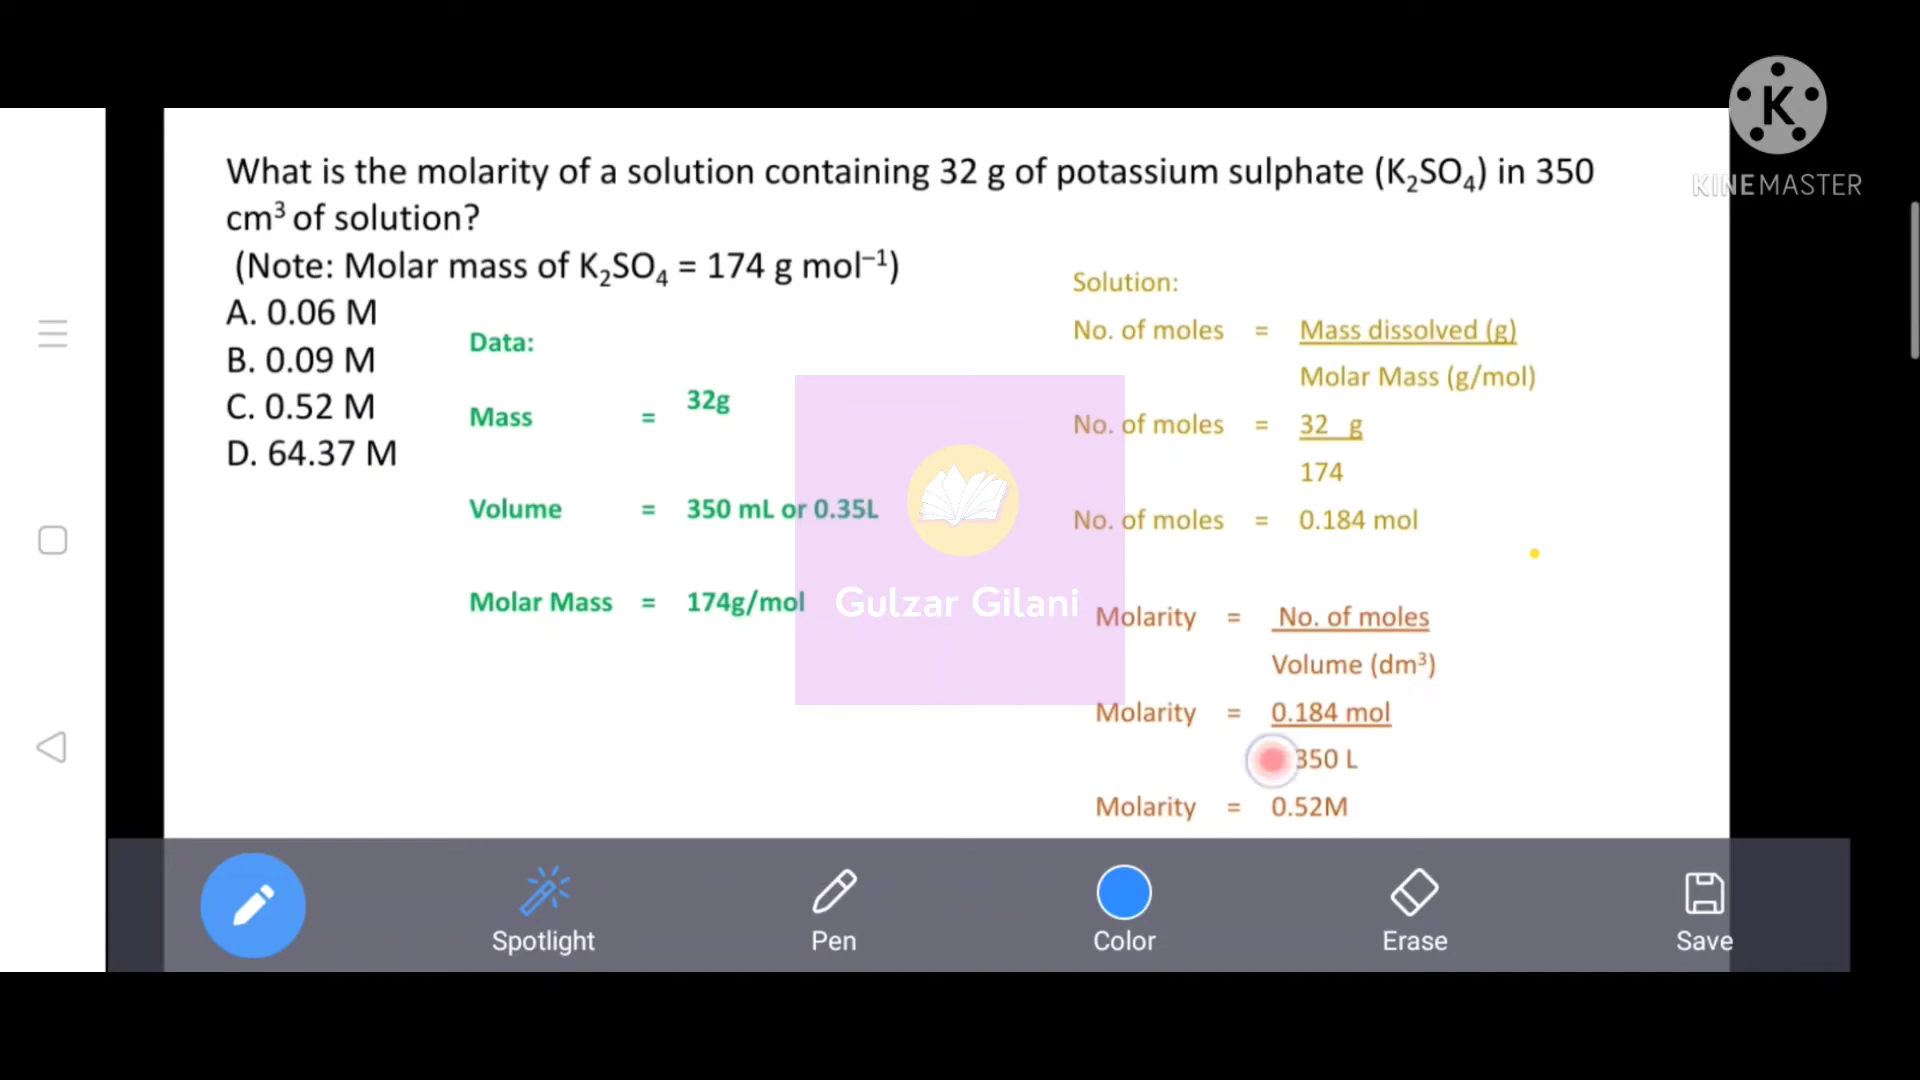 What is the molarity of a solution containing 32 g of potassium sulphate (K₂SO₄) in 350
cm³ of solution?
(Note: Molar mass of K₂SO₄ = 174 g mol⁻¹)
A. 0.06 M
B. 0.09 M
C. 0.52 M
D. 64.37 M
Data:
Mass = 32g
Volume = 350 mL or 0.35L
Molar Mass = 174g/mol
Solution:
No. of moles = Mass dissolved (g)
Molar Mass (g/mol)
No. of moles = 32 g
174
No. of moles = 0.184 mol
Molarity = No. of moles
Volume (dm³)
Molarity = 0.184 mol
350 L
Molarity = 0.52M
Gulzar Gilani
K
KINEMASTER
Spotlight
Pen
Color
Erase
Save